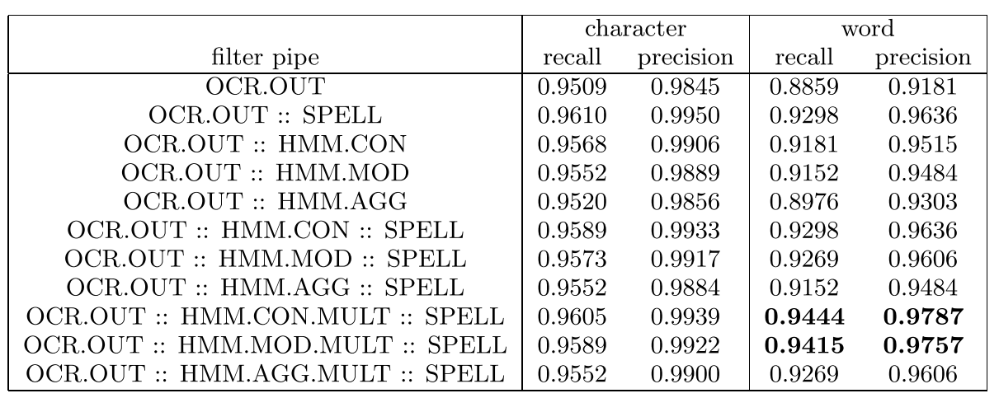 character word
filter pipe recall precision recall precision
OCR.OUT 0.9509 0.9845 0.8859 0.9181
OCR.OUT :: SPELL 0.9610 0.9950 0.9298 0.9636
OCR.OUT :: HMM.CON 0.9568 0.9906 0.9181 0.9515
OCR.OUT :: HMM.MOD 0.9552 0.9889 0.9152 0.9484
OCR.OUT :: HMM.AGG 0.9520 0.9856 0.8976 0.9303
OCR.OUT :: HMM.CON :: SPELL 0.9589 0.9933 0.9298 0.9636
OCR.OUT :: HMM.MOD :: SPELL 0.9573 0.9917 0.9269 0.9606
OCR.OUT :: HMM.AGG :: SPELL 0.9552 0.9884 0.9152 0.9484
OCR.OUT :: HMM.CON.MULT :: SPELL 0.9605 0.9939 0.9444 0.9787
OCR.OUT :: HMM.MOD.MULT :: SPELL 0.9589 0.9922 0.9415 0.9757
OCR.OUT :: HMM.AGG.MULT :: SPELL 0.9552 0.9900 0.9269 0.9606